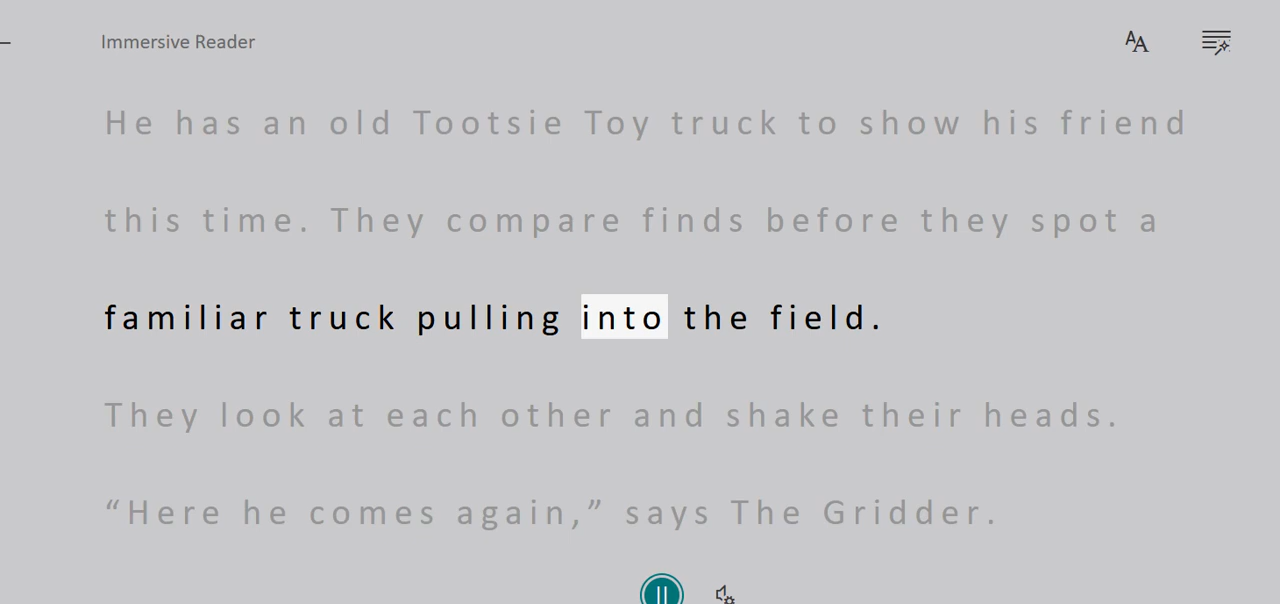 Immersive Reader
He has an old Tootsie Toy truck to show his friend
this time. They compare finds before they spot a
familiar truck pulling into the field.
They look at each other and shake their heads.
“Here he comes again,” says The Gridder.